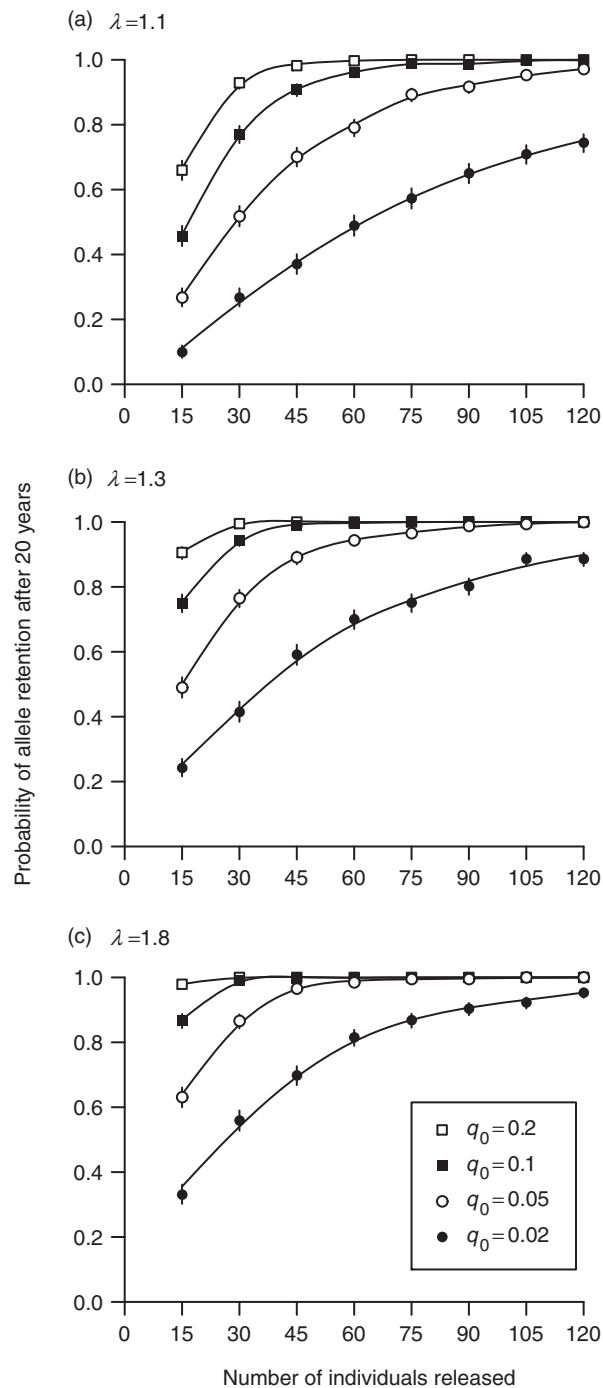 (a) λ=1.1
1.0
0.8
0.6
0.4
0.2
0.0
0 15 30 45 60 75 90 105 120
(b) λ=1.3
Probability of allele retention after 20 years
1.0
0.8
0.6
0.4
0.2
0.0
0 15 30 45 60 75 90 105 120
(c) λ=1.8
1.0
0.8
0.6
0.4
0.2
0.0
q0=0.2
q0=0.1
q0=0.05
q0=0.02
0 15 30 45 60 75 90 105 120
Number of individuals released